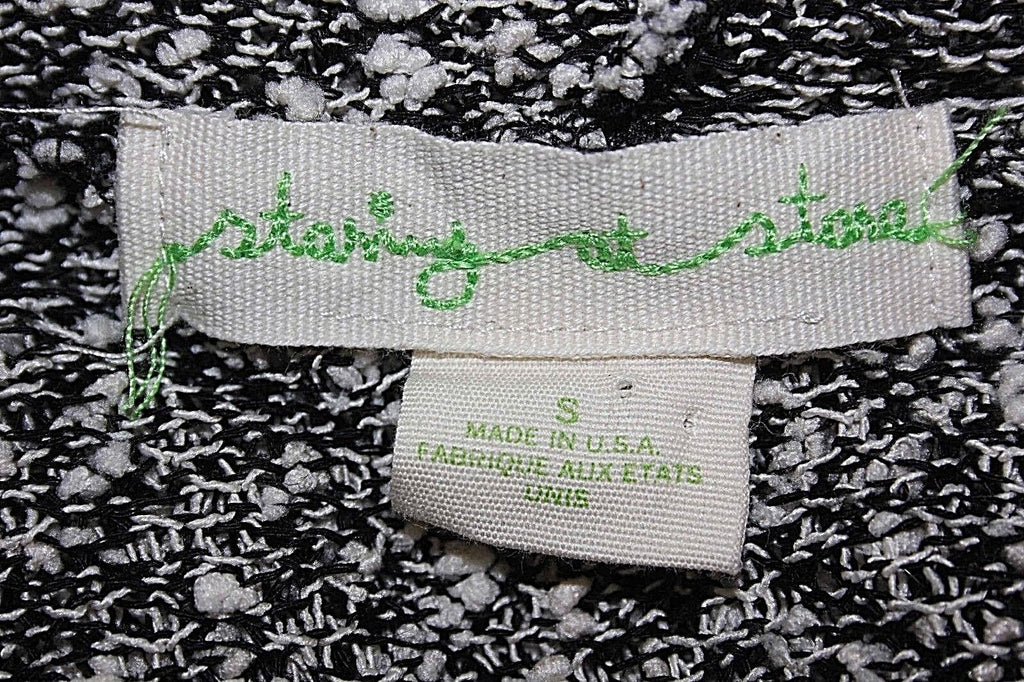 staring at stars
S
MADE IN U.S.A.
FABRIQUE AUX ETATS
UNIS